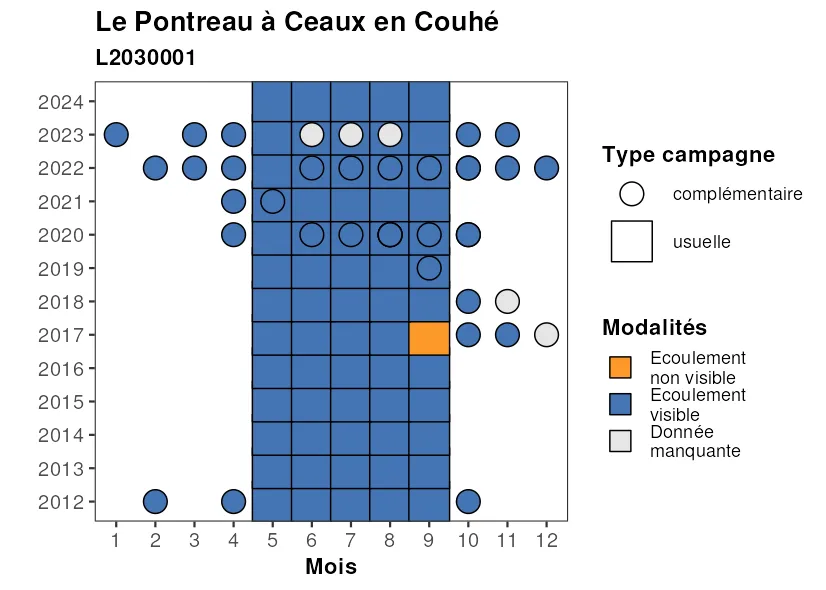 Le Pontreau à Ceaux en Couhé
L2030001
2024
2023
2022
2021
2020
2019
2018
2017
2016
2015
2014
2013
2012
1 2 3 4 5 6 7 8 9 10 11 12
Mois
Type campagne
complémentaire
usuelle
Modalités
Ecoulement
non visible
Ecoulement
visible
Donnée
manquante